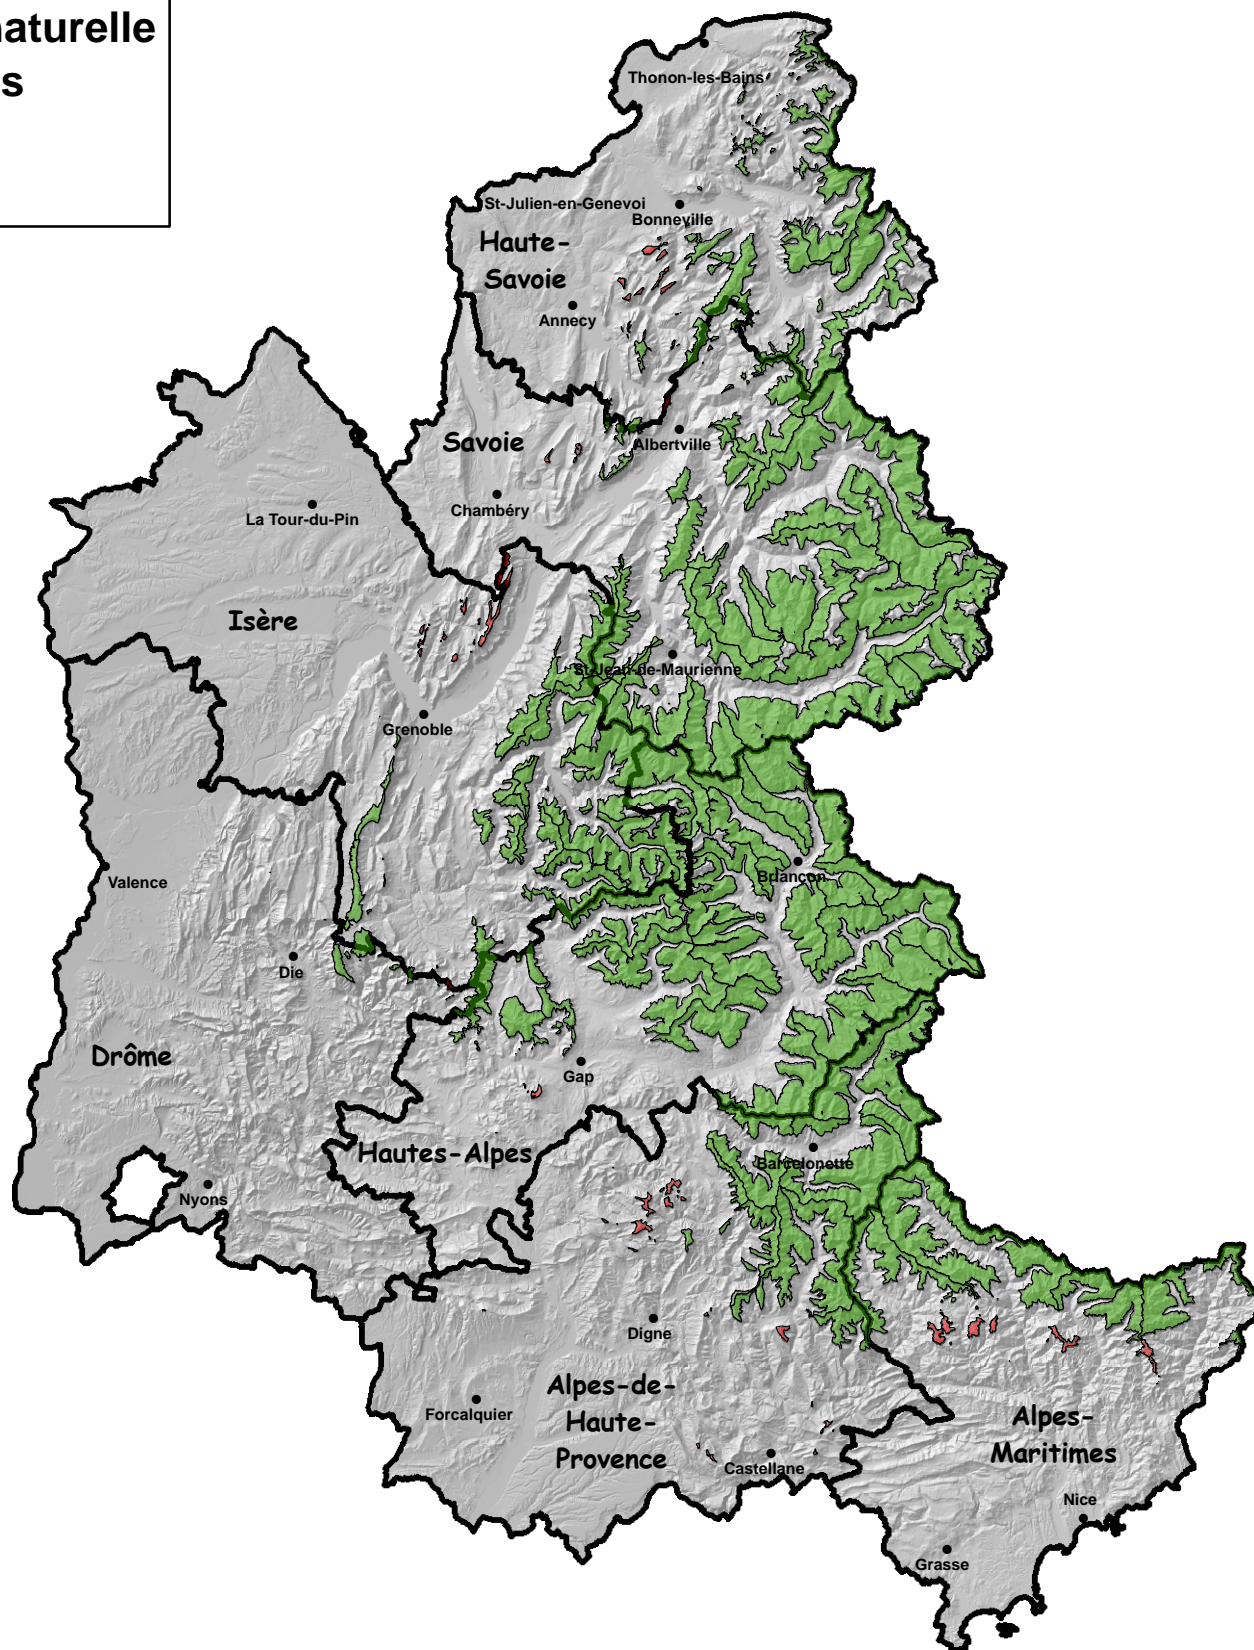 naturelle
s
Thonon-les-Bains
St-Julien-en-Genevoi
Bonneville
Haute-
Savoie
Annecy
Savoie
Albertville
Chambéry
La Tour-du-Pin
Isère
St-Jean-de-Maurienne
Grenoble
Valence
Briançon
Die
Drôme
Gap
Hautes-Alpes
Barcelonette
Nyons
Digne
Alpes-de-
Haute-
Provence
Forcalquier
Alpes-
Maritimes
Castellane
Nice
Grasse